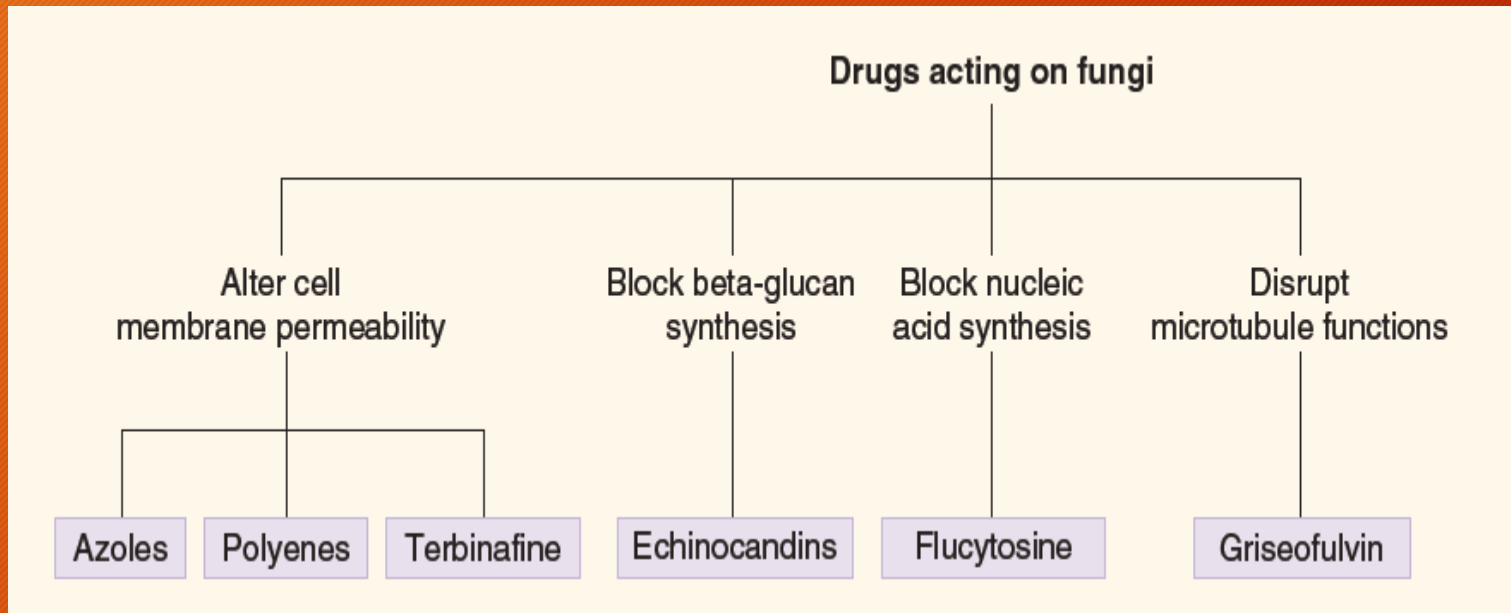 Drugs acting on fungi
Alter cell
membrane permeability
Block beta-glucan
synthesis
Block nucleic
acid synthesis
Disrupt
microtubule functions
Azoles
Polyenes
Terbinafine
Echinocandins
Flucytosine
Griseofulvin